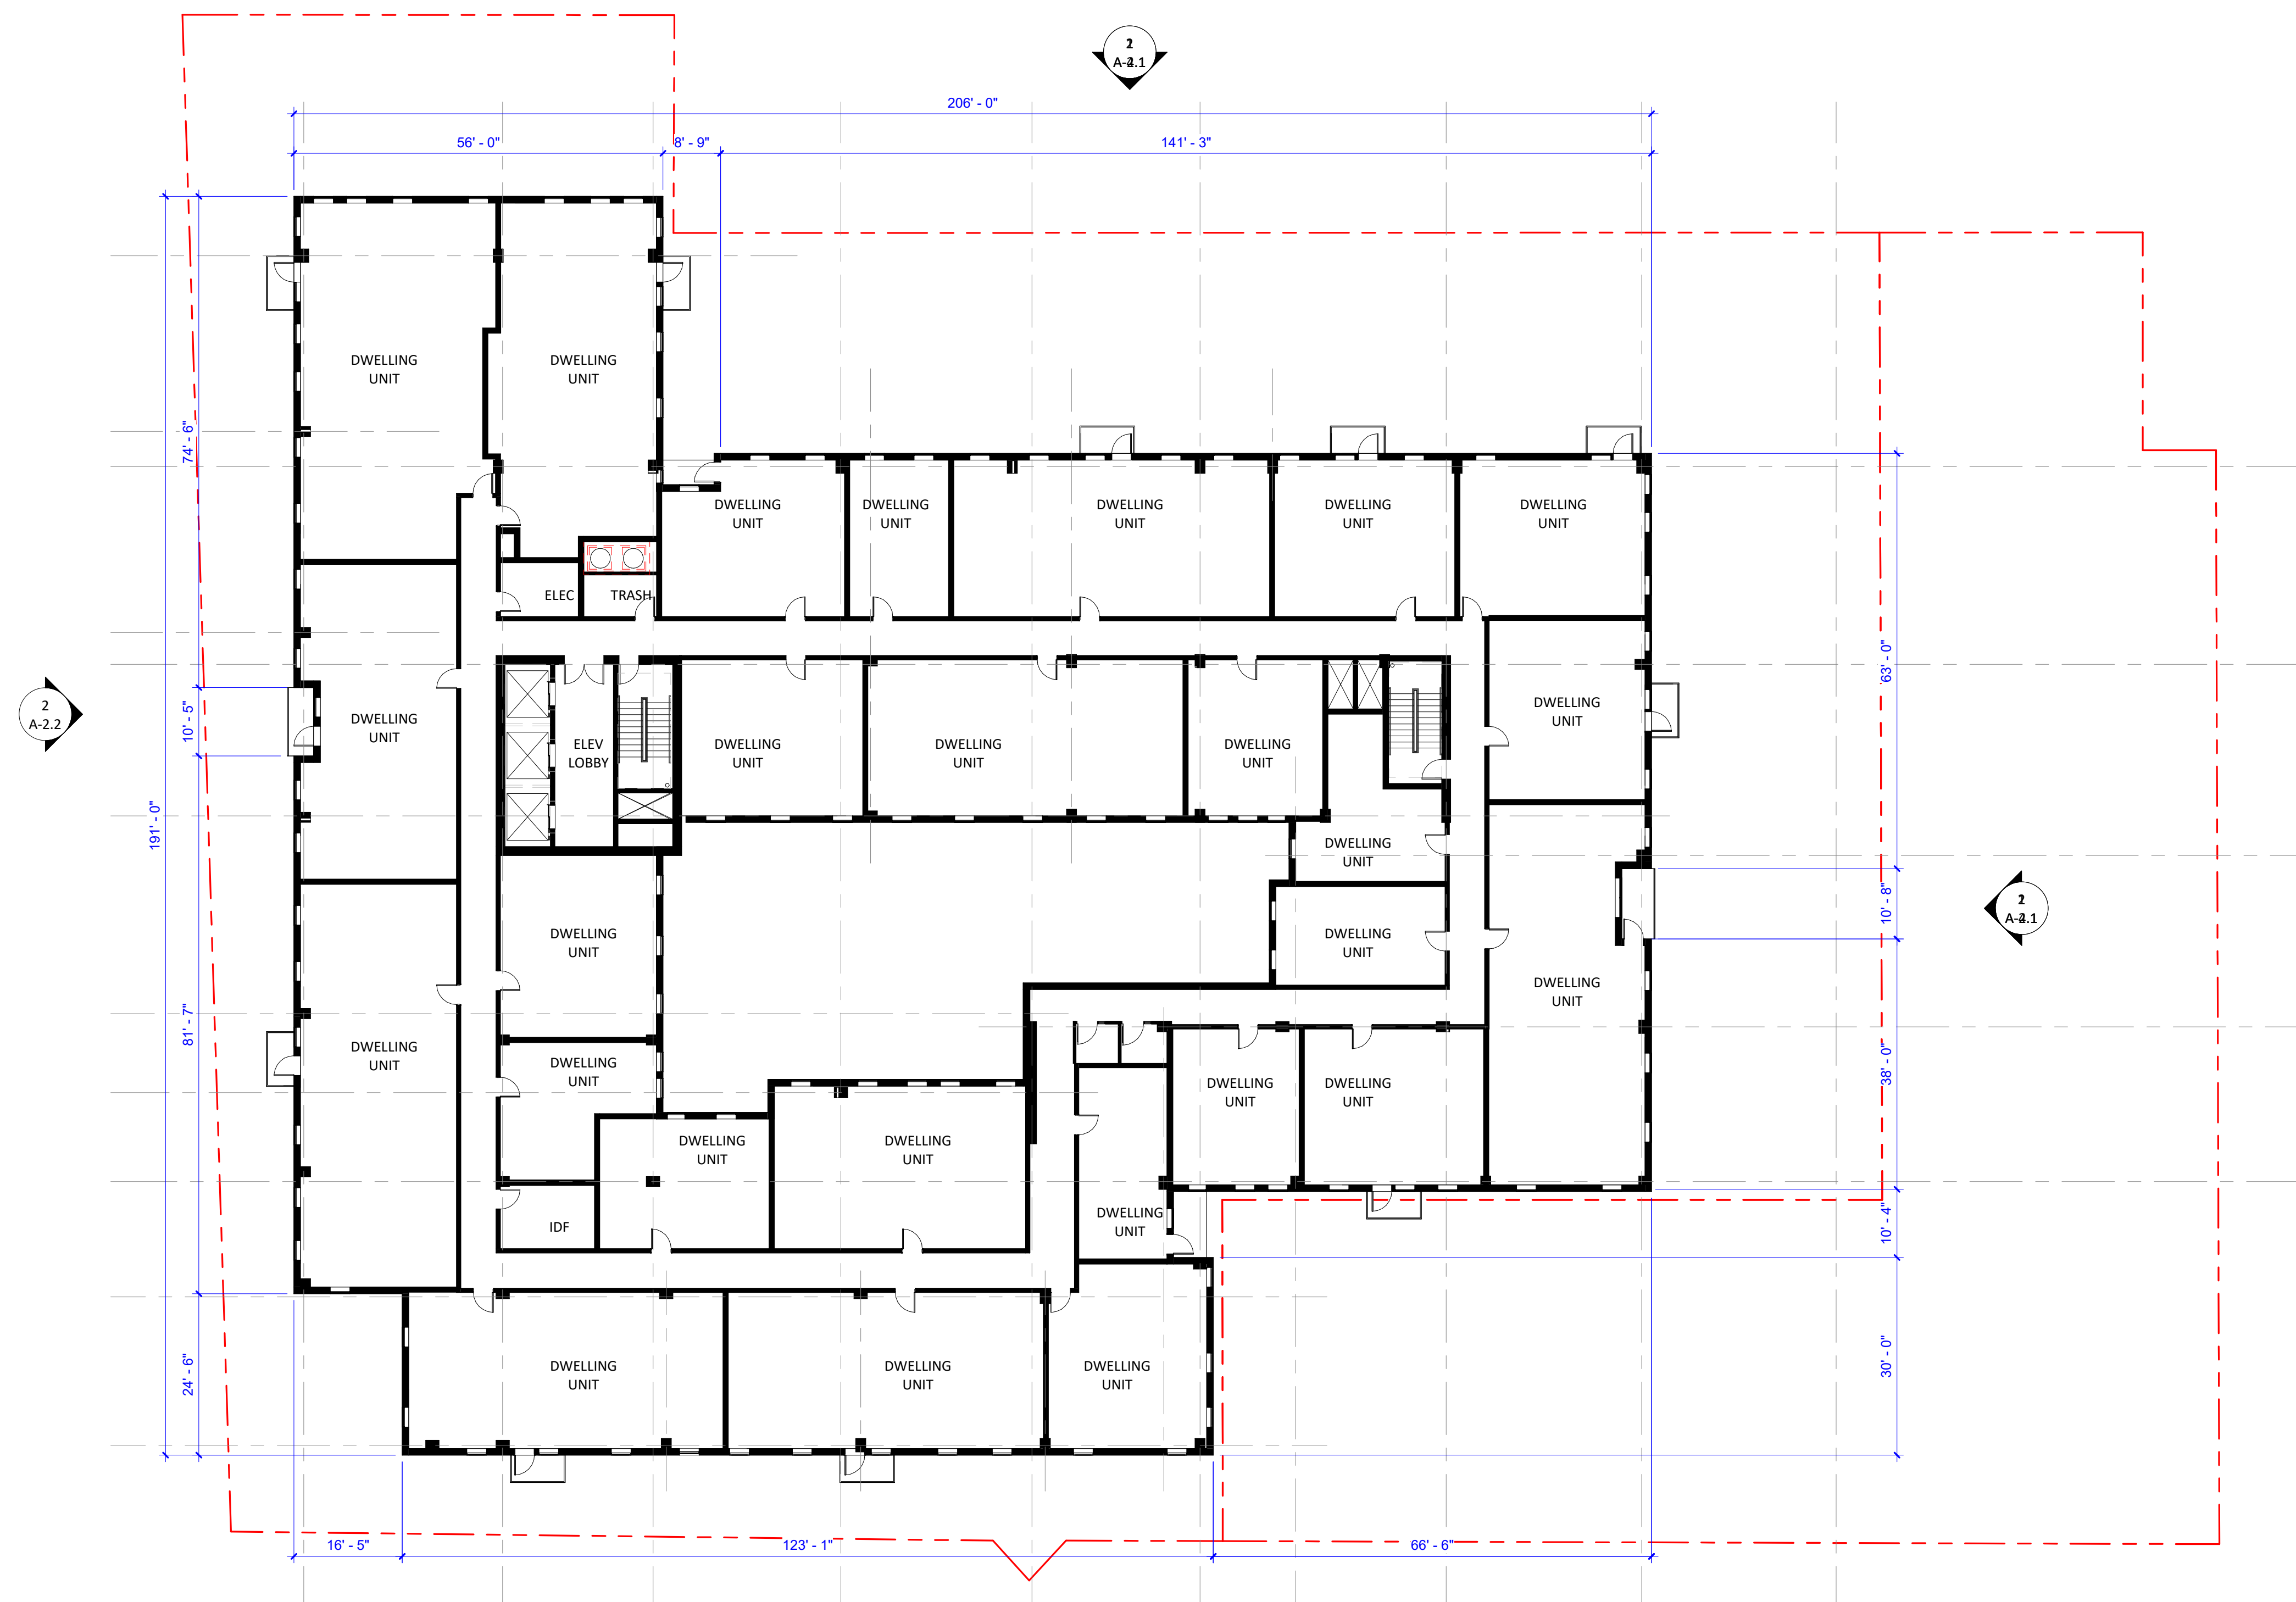 2
A-2.1
206' - 0"
56' - 0"
8' - 9"
141' - 3"
DWELLING
UNIT
DWELLING
UNIT
74' - 6"
DWELLING
UNIT
DWELLING
UNIT
DWELLING
UNIT
DWELLING
UNIT
DWELLING
UNIT
ELEC
TRASH
63' - 0"
2
A-2.2
10' - 5"
DWELLING
UNIT
ELEV
LOBBY
DWELLING
UNIT
DWELLING
UNIT
DWELLING
UNIT
DWELLING
UNIT
191' - 0"
DWELLING
UNIT
10' - 8"
DWELLING
UNIT
DWELLING
UNIT
2
A-2.1
81' - 7"
DWELLING
UNIT
DWELLING
UNIT
DWELLING
UNIT
38' - 0"
DWELLING
UNIT
DWELLING
UNIT
DWELLING
UNIT
DWELLING
UNIT
10' - 4"
IDF
DWELLING
UNIT
24' - 6"
DWELLING
UNIT
DWELLING
UNIT
DWELLING
UNIT
30' - 0"
16' - 5"
123' - 1"
66' - 6"